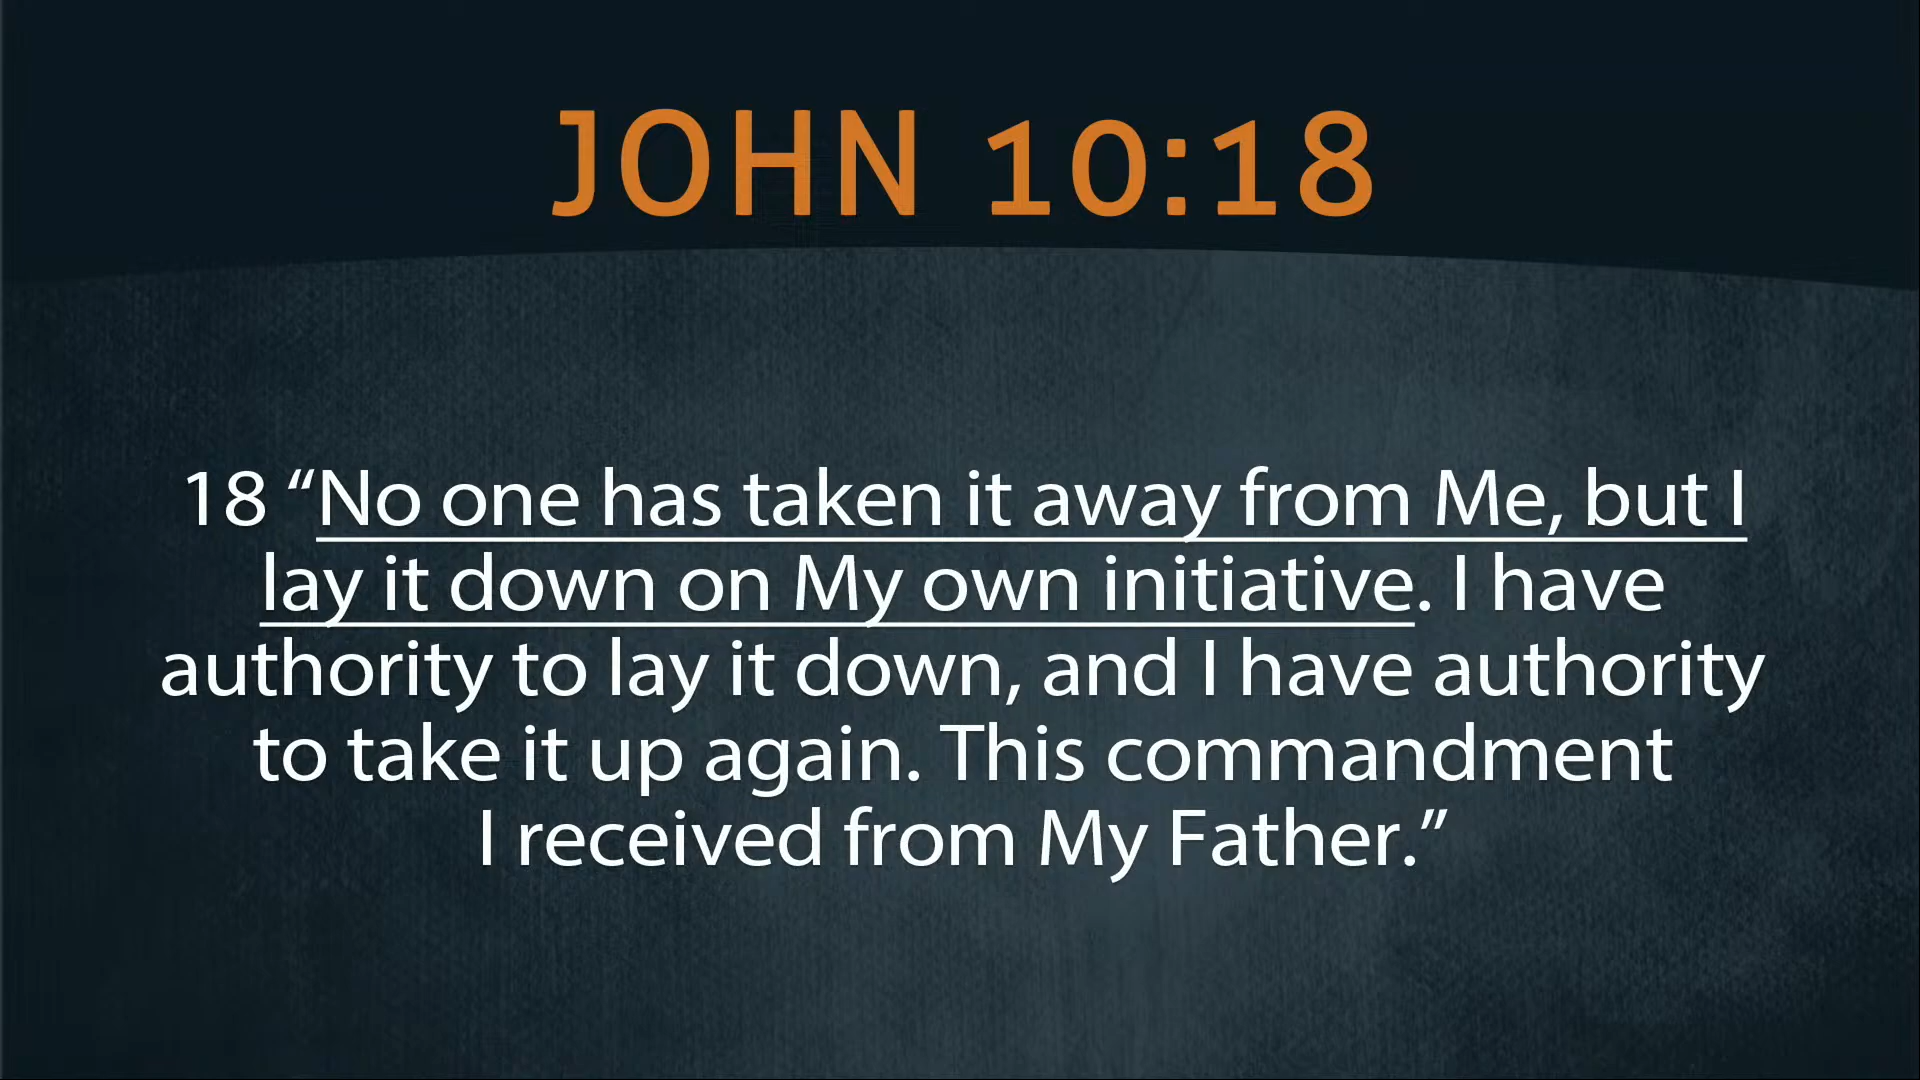 JOHN 10:18
18 “No one has taken it away from Me, but I
lay it down on My own initiative. I have
authority to lay it down, and I have authority
to take it up again. This commandment
I received from My Father.”